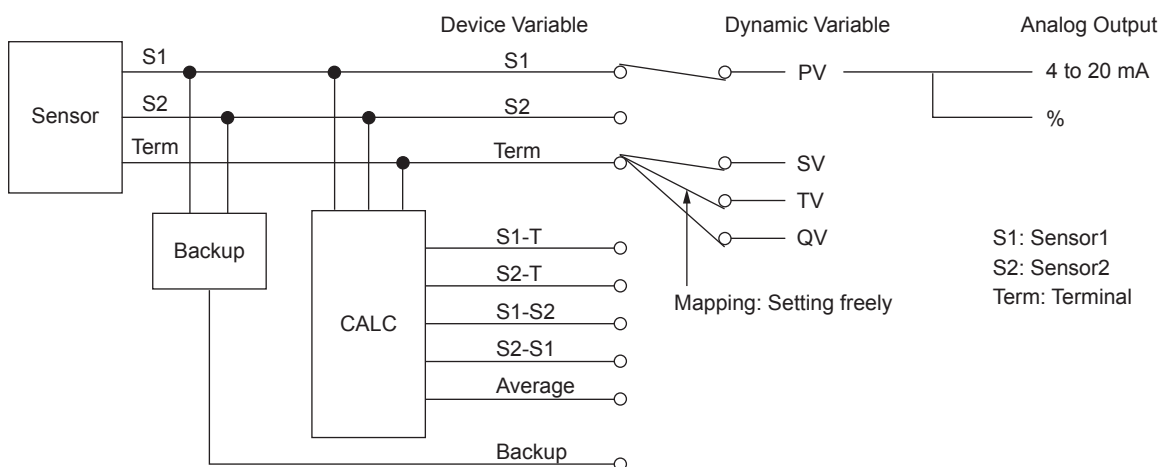 Device Variable Dynamic Variable Analog Output
Sensor S1 S1 PV 4 to 20 mA
S2 S2 %
Term Term SV
TV
QV
Backup
CALC
S1-T
S2-T
S1-S2
S2-S1
Average
Backup
Mapping: Setting freely
S1: Sensor1
S2: Sensor2
Term: Terminal